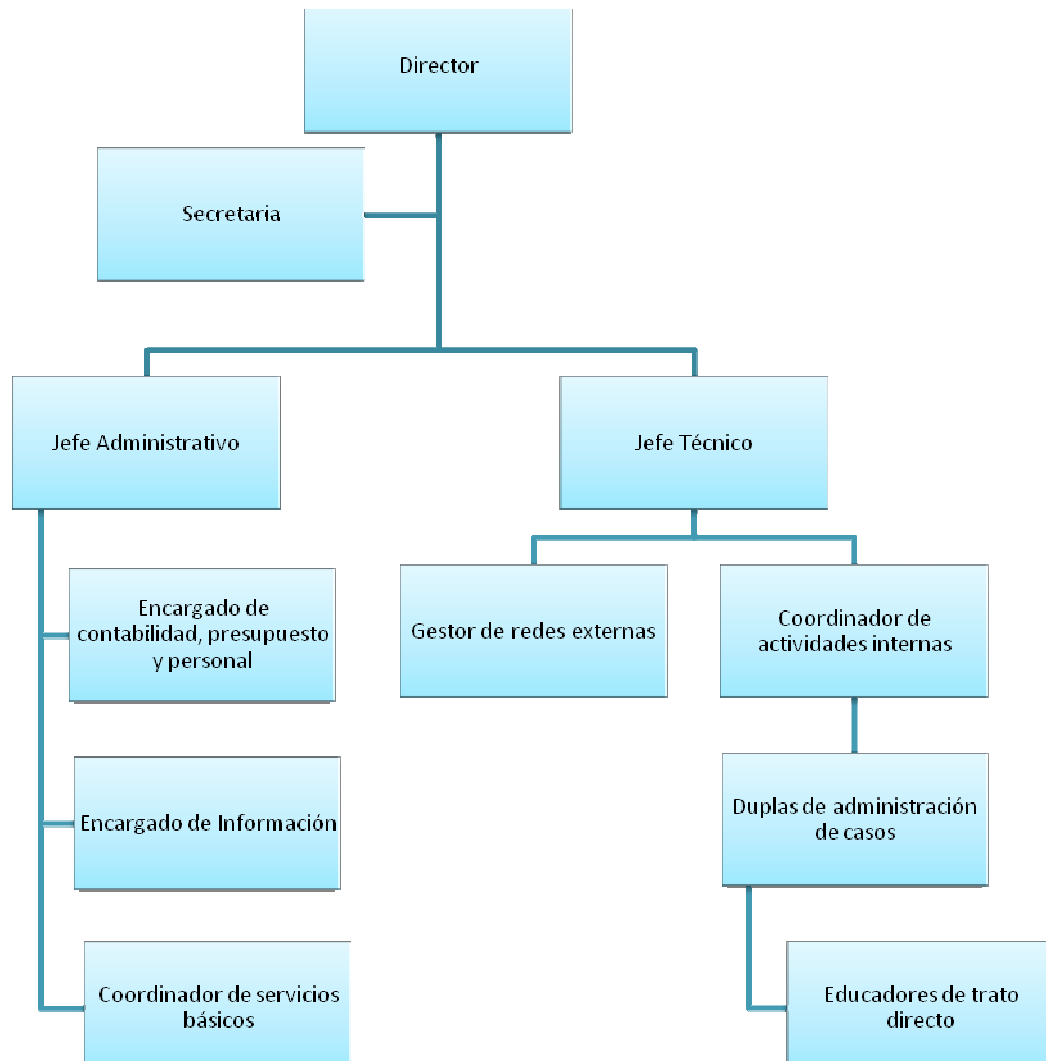 Director
Secretaria
Jefe Administrativo
Jefe Técnico
Encargado de
contabilidad, presupuesto
y personal
Gestor de redes externas
Coordinador de
actividades internas
Encargado de Información
Duplas de administración
de casos
Coordinador de servicios
básicos
Educadores de trato
directo